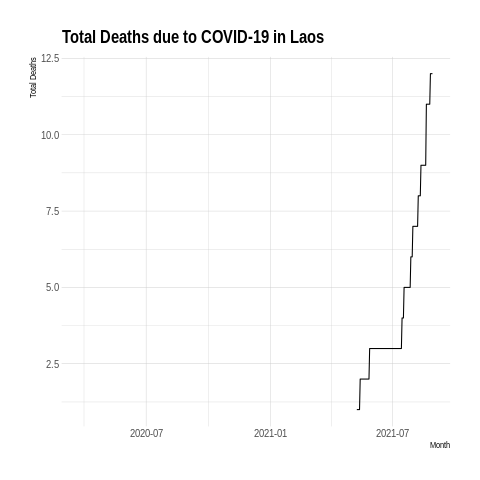 Total Deaths due to COVID-19 in Laos
Total Deaths
12.5
10.0
7.5
5.0
2.5
2020-07
2021-01
2021-07
Month